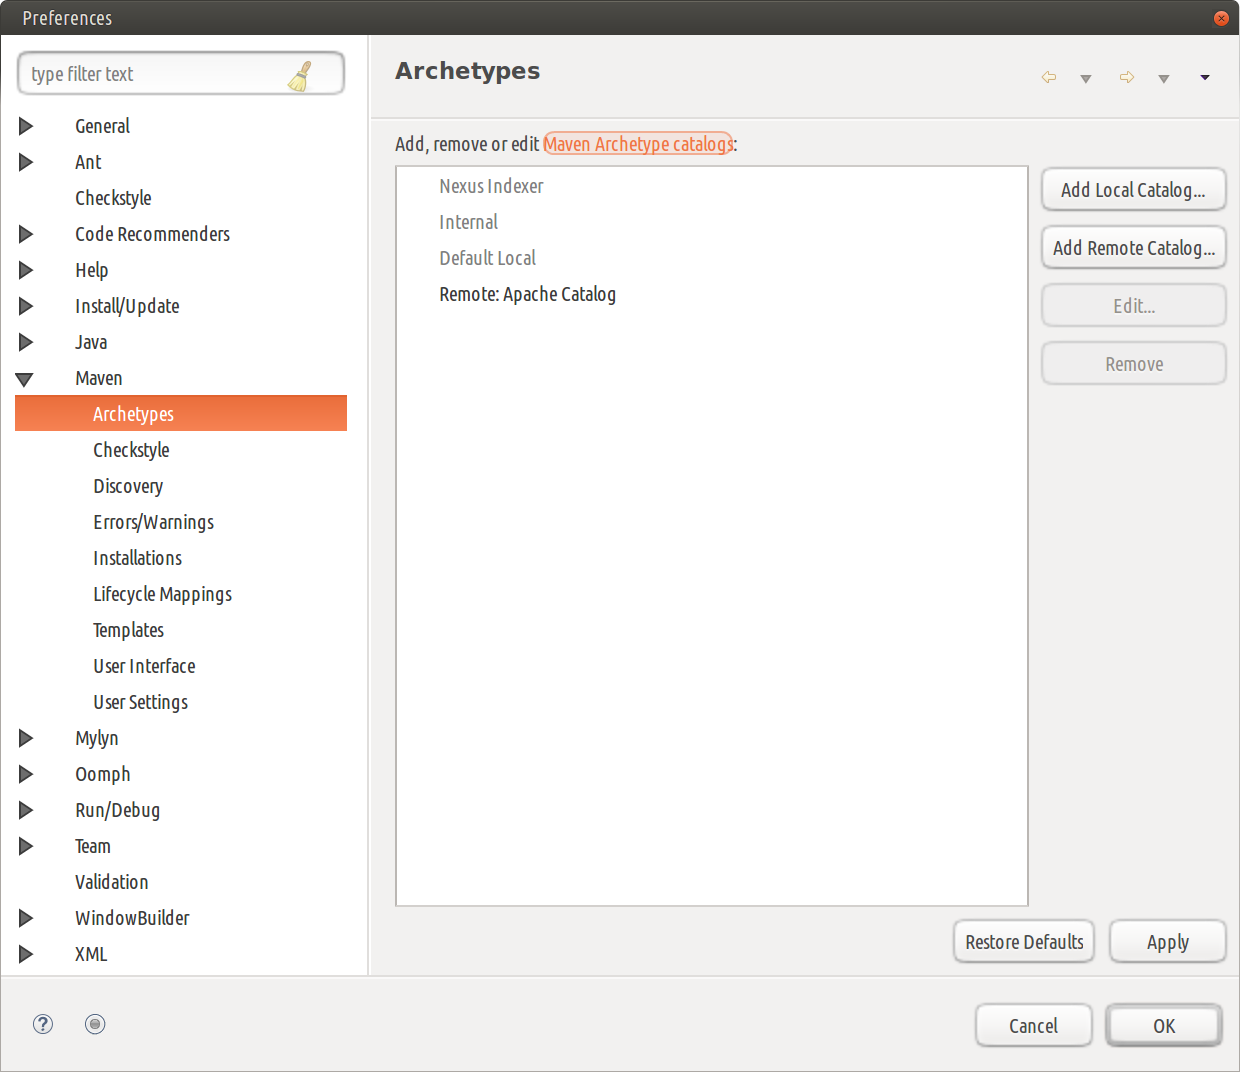 Preferences
type filter text
General
Ant
Checkstyle
Code Recommenders
Help
Install/Update
Java
Maven
Archetypes
Checkstyle
Discovery
Errors/Warnings
Installations
Lifecycle Mappings
Templates
User Interface
User Settings
Mylyn
Oomph
Run/Debug
Team
Validation
WindowBuilder
XML
Archetypes
Add, remove or edit Maven Archetype catalogs:
Nexus Indexer
Internal
Default Local
Remote: Apache Catalog
Add Local Catalog...
Add Remote Catalog...
Edit...
Remove
Restore Defaults
Apply
?
Cancel
OK